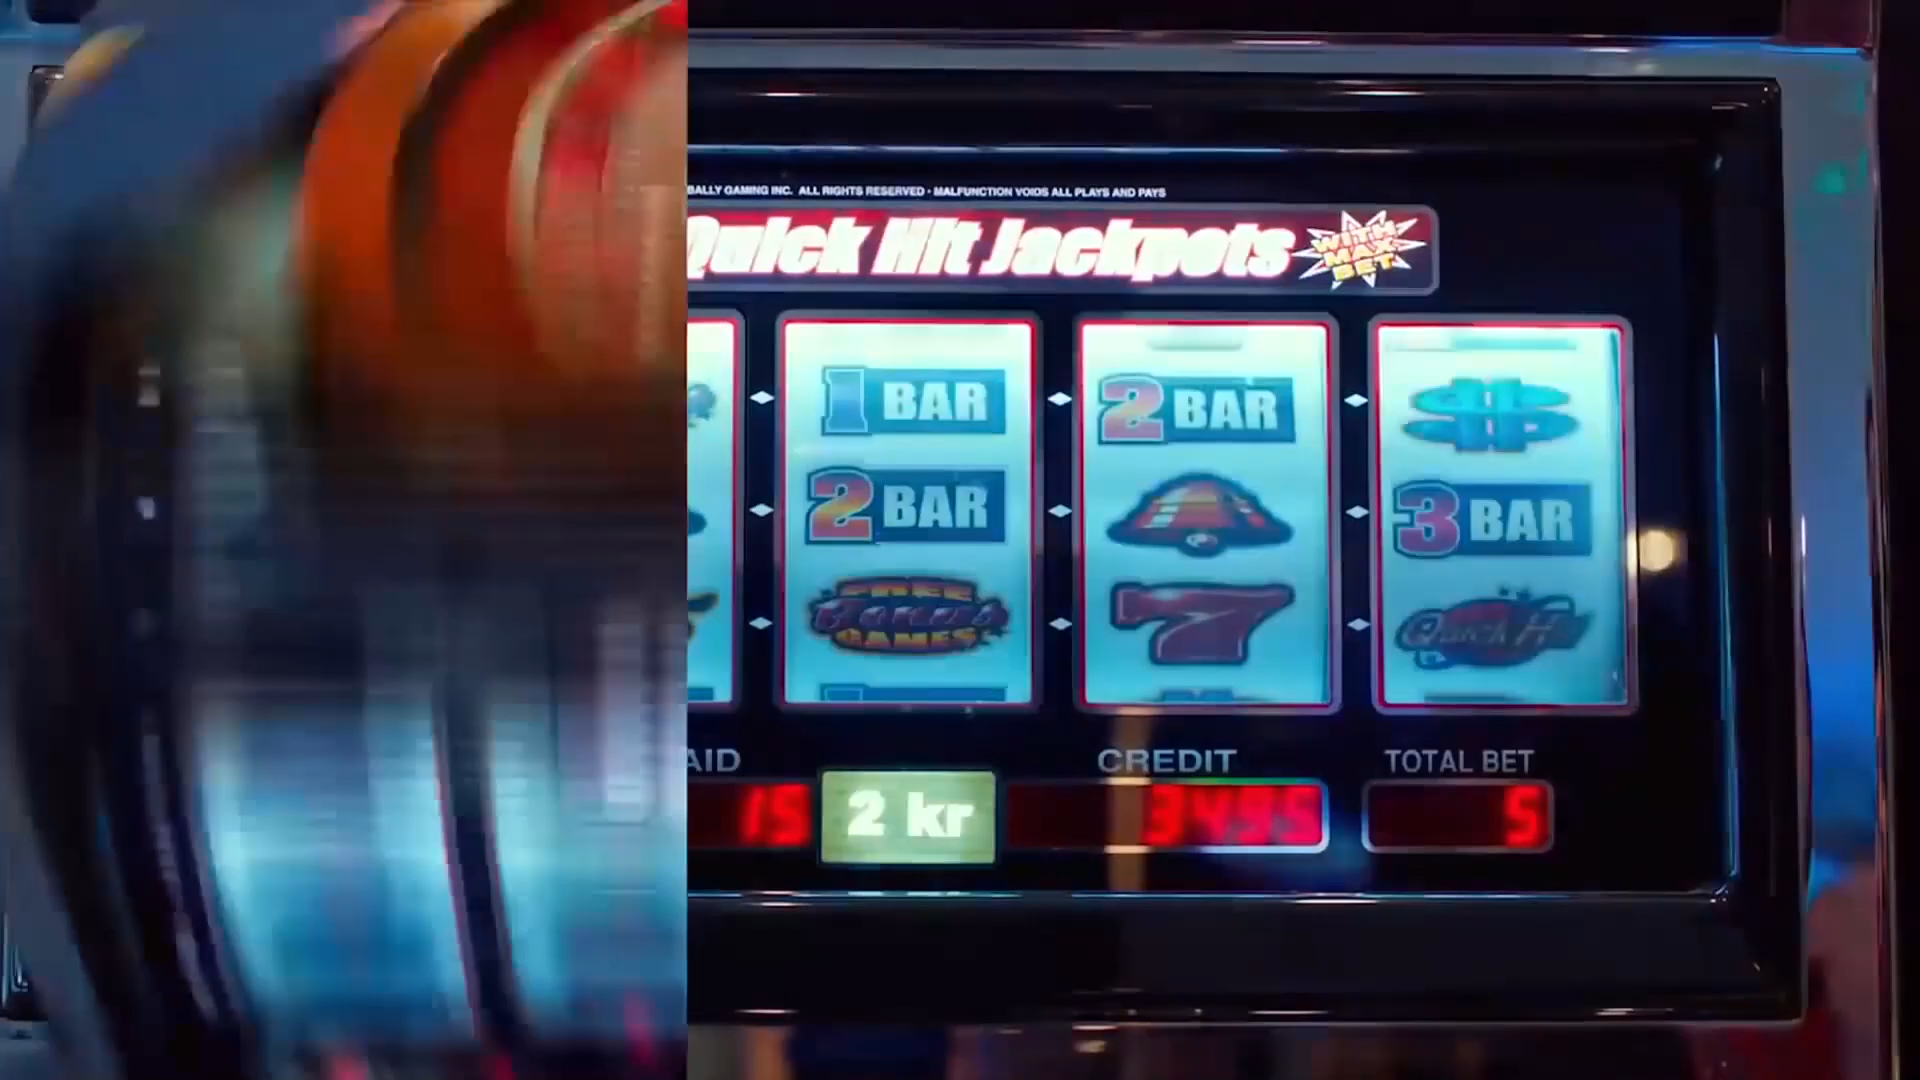 BALLY GAMING INC. ALL RIGHTS RESERVED • MALFUNCTION VOIDS ALL PLAYS AND PAYS
Quick Hit Jackpots
WITH
MAX
BET
1 BAR
2 BAR
2 BAR
3 BAR
FREE
Bonus
GAMES
7
Quick H
AID
CREDIT
TOTAL BET
15
2 kr
3495
5